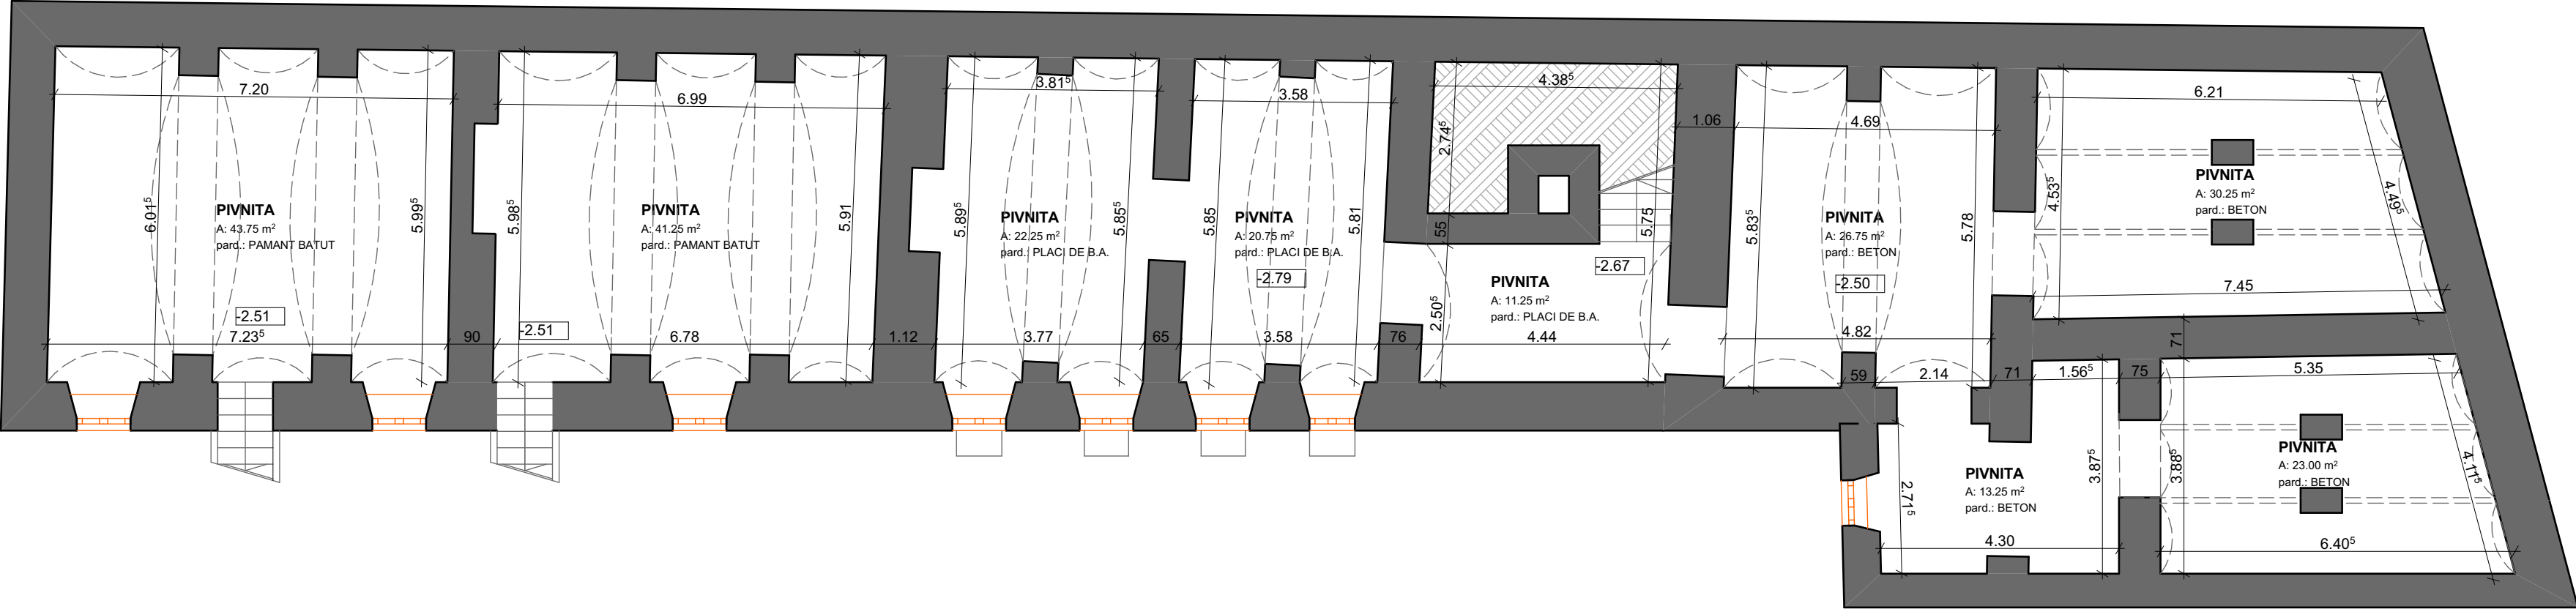 7.20
6.01⁵
5.99⁵
PIVNITA
A: 43.75 m²
pard.: PAMANT BATUT
-2.51
7.23⁵
90
6.99
5.98⁵
5.91
PIVNITA
A: 41.25 m²
pard.: PAMANT BATUT
-2.51
6.78
1.12
3.81⁵
5.89⁵
5.85⁵
PIVNITA
A: 22.25 m²
pard.: PLACI DE B.A.
3.77
65
3.58
5.85
5.81
PIVNITA
A: 20.75 m²
pard.: PLACI DE B.A.
-2.79
3.58
76
4.38⁵
2.74⁵
55
5.75
2.50⁵
-2.67
PIVNITA
A: 11.25 m²
pard.: PLACI DE B.A.
4.44
1.06
4.69
5.83⁵
5.78
PIVNITA
A: 26.75 m²
pard.: BETON
-2.50
4.82
59
2.14
71
1.56⁵
75
6.21
4.53⁵
4.49⁵
PIVNITA
A: 30.25 m²
pard.: BETON
7.45
71
5.35
3.87⁵
3.88⁵
4.11⁵
PIVNITA
A: 23.00 m²
pard.: BETON
6.40⁵
2.71⁵
PIVNITA
A: 13.25 m²
pard.: BETON
4.30